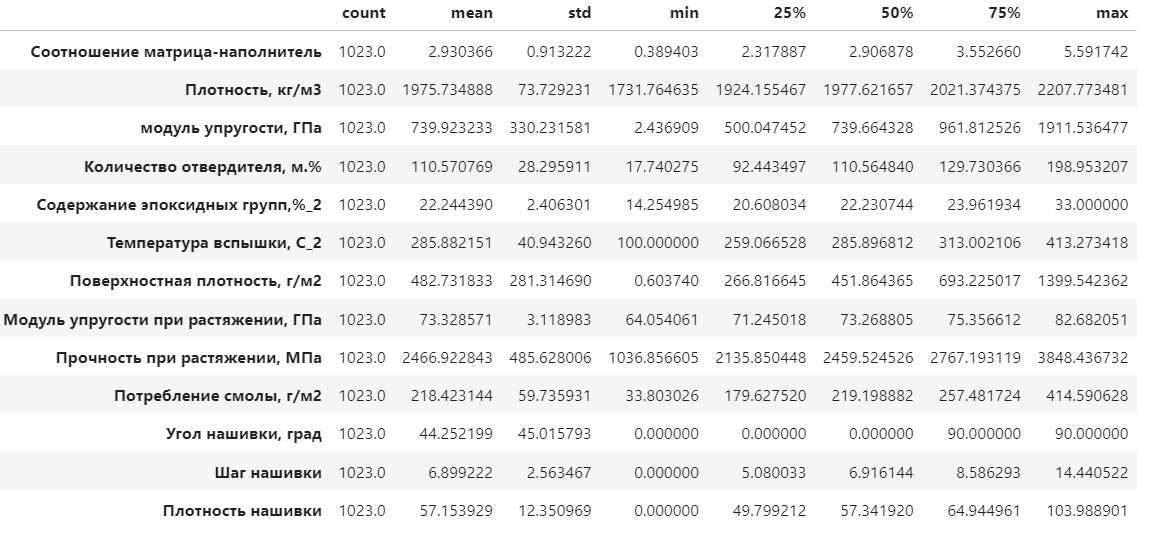 count mean std min 25% 50% 75% max
Соотношение матрица-наполнитель 1023.0 2.930366 0.913222 0.389403 2.317887 2.906878 3.552660 5.591742
Плотность, кг/м3 1023.0 1975.734888 73.729231 1731.764635 1924.155467 1977.621657 2021.374375 2207.773481
модуль упругости, ГПа 1023.0 739.923233 330.231581 2.436909 500.047452 739.664328 961.812526 1911.536477
Количество отвердителя, м.% 1023.0 110.570769 28.295911 17.740275 92.443497 110.564840 129.730366 198.953207
Содержание эпоксидных групп,%_2 1023.0 22.244390 2.406301 14.254985 20.608034 22.230744 23.961934 33.000000
Температура вспышки, С_2 1023.0 285.882151 40.943260 100.000000 259.066528 285.896812 313.002106 413.273418
Поверхностная плотность, г/м2 1023.0 482.731833 281.314690 0.603740 266.816645 451.864365 693.225017 1399.542362
Модуль упругости при растяжении, ГПа 1023.0 73.328571 3.118983 64.054061 71.245018 73.268805 75.356612 82.682051
Прочность при растяжении, МПа 1023.0 2466.922843 485.628006 1036.856605 2135.850448 2459.524526 2767.193119 3848.436732
Потребление смолы, г/м2 1023.0 218.423144 59.735931 33.803026 179.627520 219.198882 257.481724 414.590628
Угол нашивки, град 1023.0 44.252199 45.015793 0.000000 0.000000 0.000000 90.000000 90.000000
Шаг нашивки 1023.0 6.899222 2.563467 0.000000 5.080033 6.916144 8.586293 14.440522
Плотность нашивки 1023.0 57.153929 12.350969 0.000000 49.799212 57.341920 64.944961 103.988901